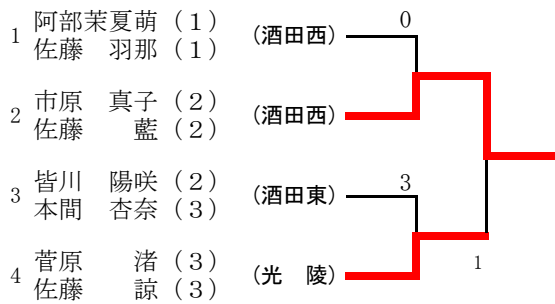 1 阿部茉夏萌（１） (酒田西) 0
佐藤　羽那（１）
2 市原　真子（２） (酒田西)
佐藤　　藍（２）
3 皆川　陽咲（２） (酒田東) 3
本間　杏奈（３）
4 菅原　　渚（３） (光　陵) 1
佐藤　　諒（３）